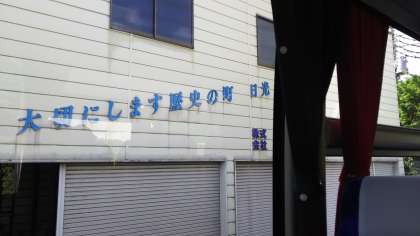 大切にします歴史の町 日光
株式
会社